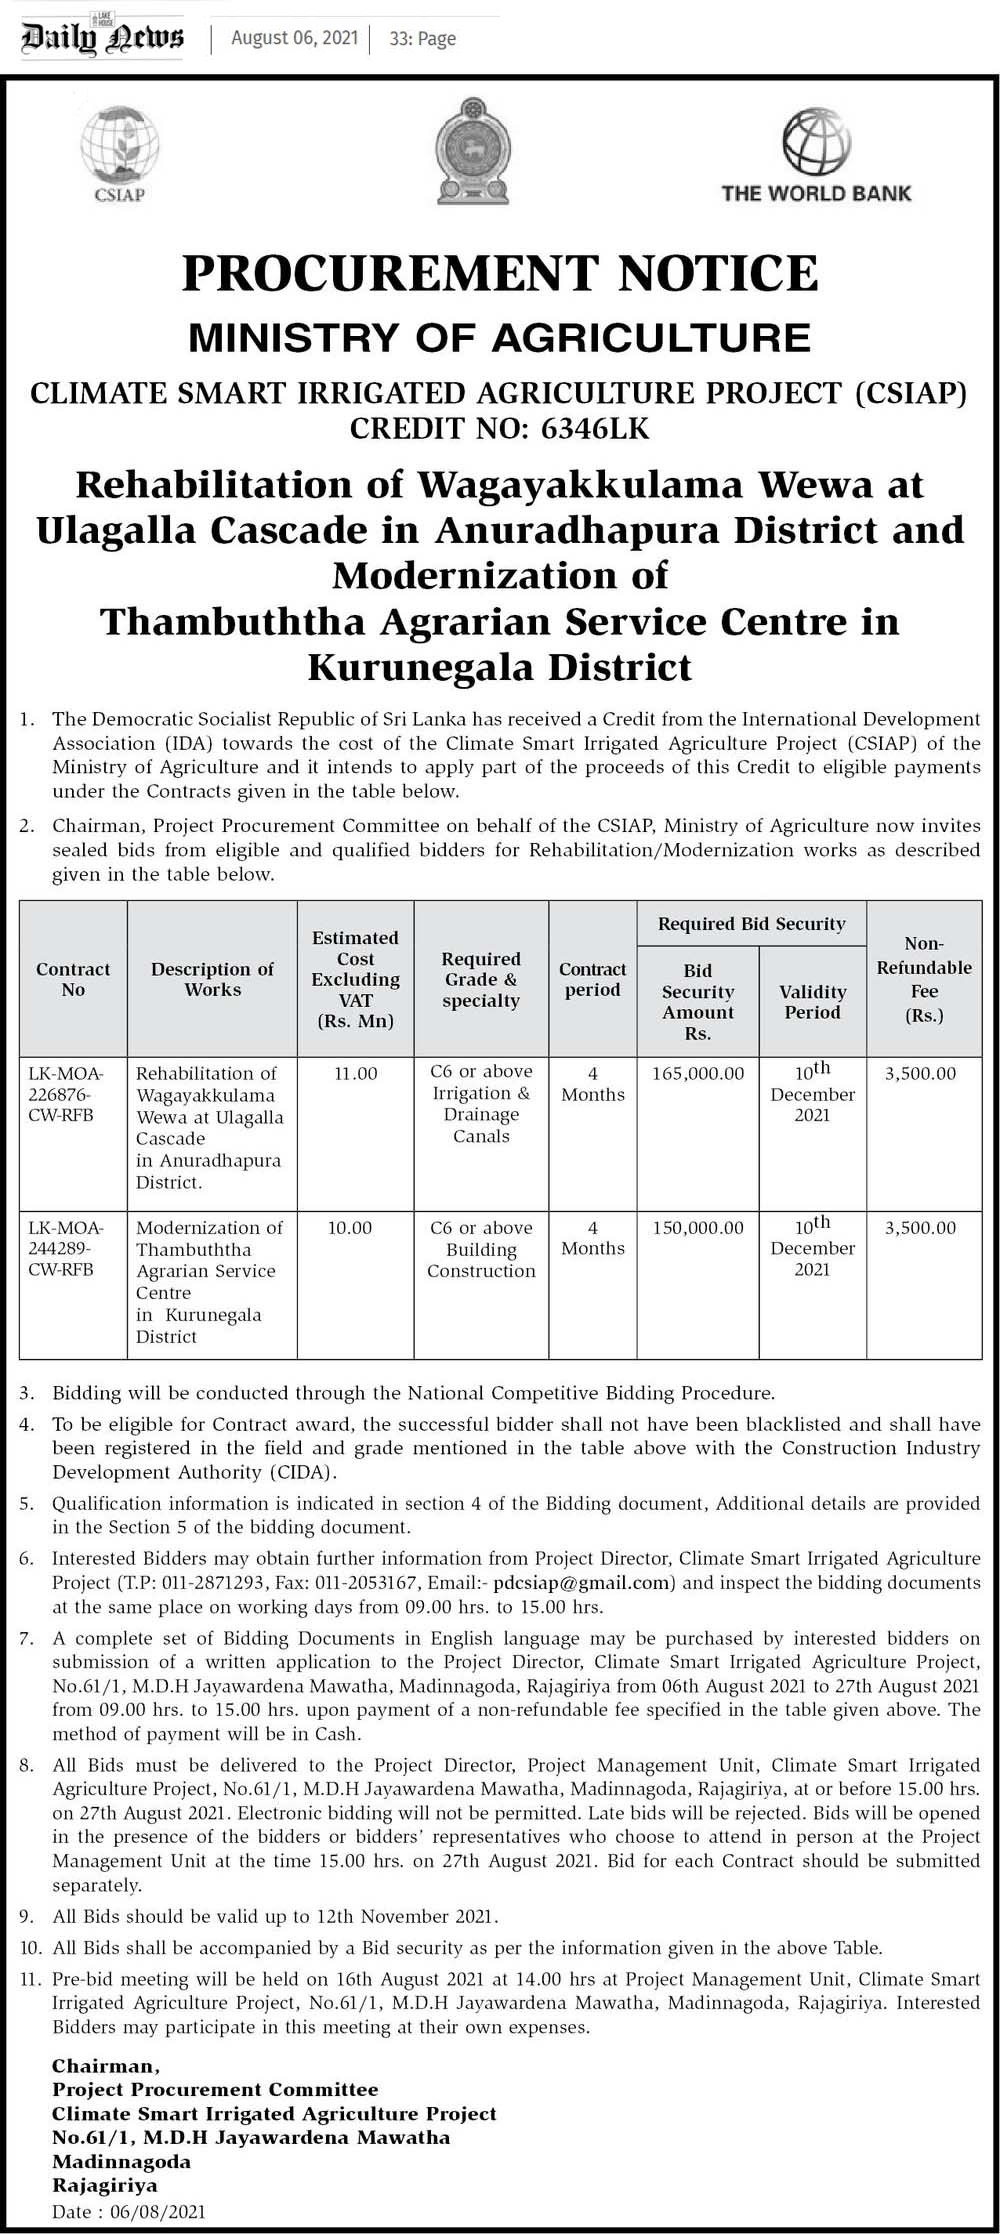 LAKE HOUSE
Daily News
August 06, 2021
33: Page
CSIAP
THE WORLD BANK
PROCUREMENT NOTICE
MINISTRY OF AGRICULTURE
CLIMATE SMART IRRIGATED AGRICULTURE PROJECT (CSIAP)
CREDIT NO: 6346LK
Rehabilitation of Wagayakkulama Wewa at
Ulagalla Cascade in Anuradhapura District and
Modernization of
Thambuththa Agrarian Service Centre in
Kurunegala District
1. The Democratic Socialist Republic of Sri Lanka has received a Credit from the International Development
Association (IDA) towards the cost of the Climate Smart Irrigated Agriculture Project (CSIAP) of the
Ministry of Agriculture and it intends to apply part of the proceeds of this Credit to eligible payments
under the Contracts given in the table below.
2. Chairman, Project Procurement Committee on behalf of the CSIAP, Ministry of Agriculture now invites
sealed bids from eligible and qualified bidders for Rehabilitation/Modernization works as described
given in the table below.
Contract
No
Description of
Works
Estimated
Cost
Excluding
VAT
(Rs. Mn)
Required
Grade &
specialty
Contract
period
Required Bid Security
Bid
Security
Amount
Rs.
Validity
Period
Non-
Refundable
Fee
(Rs.)
LK-MOA-
226876-
CW-RFB
Rehabilitation of
Wagayakkulama
Wewa at Ulagalla
Cascade
in Anuradhapura
District.
11.00
C6 or above
Irrigation &
Drainage
Canals
4
Months
165,000.00
10th
December
2021
3,500.00
LK-MOA-
244289-
CW-RFB
Modernization of
Thambuththa
Agrarian Service
Centre
in Kurunegala
District
10.00
C6 or above
Building
Construction
4
Months
150,000.00
10th
December
2021
3,500.00
3. Bidding will be conducted through the National Competitive Bidding Procedure.
4. To be eligible for Contract award, the successful bidder shall not have been blacklisted and shall have
been registered in the field and grade mentioned in the table above with the Construction Industry
Development Authority (CIDA).
5. Qualification information is indicated in section 4 of the Bidding document, Additional details are provided
in the Section 5 of the bidding document.
6. Interested Bidders may obtain further information from Project Director, Climate Smart Irrigated Agriculture
Project (T.P: 011-2871293, Fax: 011-2053167, Email:- pdcsiap@gmail.com) and inspect the bidding documents
at the same place on working days from 09.00 hrs. to 15.00 hrs.
7. A complete set of Bidding Documents in English language may be purchased by interested bidders on
submission of a written application to the Project Director, Climate Smart Irrigated Agriculture Project,
No.61/1, M.D.H Jayawardena Mawatha, Madinnagoda, Rajagiriya from 06th August 2021 to 27th August 2021
from 09.00 hrs. to 15.00 hrs. upon payment of a non-refundable fee specified in the table given above. The
method of payment will be in Cash.
8. All Bids must be delivered to the Project Director, Project Management Unit, Climate Smart Irrigated
Agriculture Project, No.61/1, M.D.H Jayawardena Mawatha, Madinnagoda, Rajagiriya, at or before 15.00 hrs.
on 27th August 2021. Electronic bidding will not be permitted. Late bids will be rejected. Bids will be opened
in the presence of the bidders or bidders’ representatives who choose to attend in person at the Project
Management Unit at the time 15.00 hrs. on 27th August 2021. Bid for each Contract should be submitted
separately.
9. All Bids should be valid up to 12th November 2021.
10. All Bids shall be accompanied by a Bid security as per the information given in the above Table.
11. Pre-bid meeting will be held on 16th August 2021 at 14.00 hrs at Project Management Unit, Climate Smart
Irrigated Agriculture Project, No.61/1, M.D.H Jayawardena Mawatha, Madinnagoda, Rajagiriya. Interested
Bidders may participate in this meeting at their own expenses.
Chairman,
Project Procurement Committee
Climate Smart Irrigated Agriculture Project
No.61/1, M.D.H Jayawardena Mawatha
Madinnagoda
Rajagiriya
Date : 06/08/2021